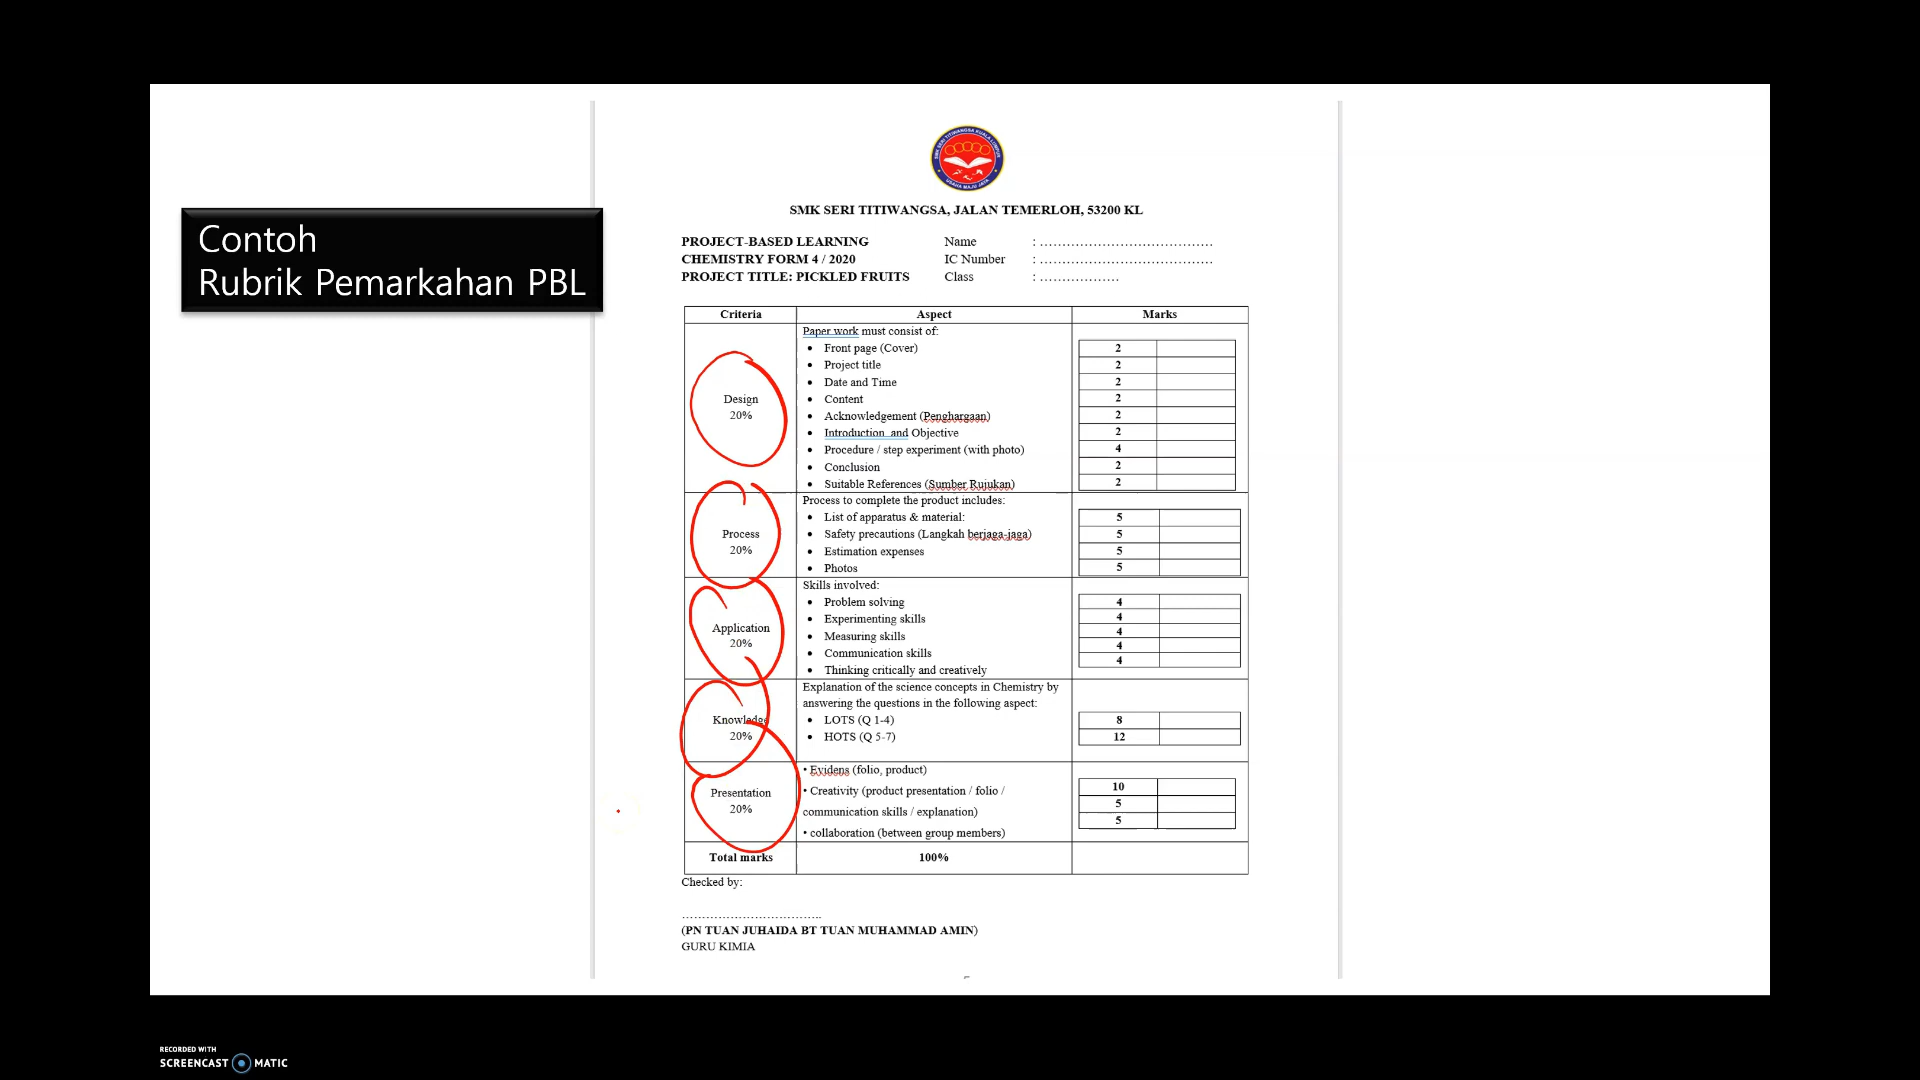 SMK SERI TITIWANGSA KUALA LUMPUR
USAHA MAJU JAYA
SMK SERI TITIWANGSA, JALAN TEMERLOH, 53200 KL
Contoh
Rubrik Pemarkahan PBL
PROJECT-BASED LEARNING Name : ......................................
CHEMISTRY FORM 4 / 2020 IC Number : ......................................
PROJECT TITLE: PICKLED FRUITS Class : ..................
Criteria Aspect Marks
Design
20%
Paper work must consist of:
• Front page (Cover) 2
• Project title 2
• Date and Time 2
• Content 2
• Acknowledgement (Penghargaan) 2
• Introduction and Objective 2
• Procedure / step experiment (with photo) 4
• Conclusion 2
• Suitable References (Sumber Rujukan) 2
Process
20%
Process to complete the product includes:
• List of apparatus & material: 5
• Safety precautions (Langkah berjaga-jaga) 5
• Estimation expenses 5
• Photos 5
Application
20%
Skills involved:
• Problem solving 4
• Experimenting skills 4
• Measuring skills 4
• Communication skills 4
• Thinking critically and creatively 4
Knowledge
20%
Explanation of the science concepts in Chemistry by
answering the questions in the following aspect:
• LOTS (Q 1-4) 8
• HOTS (Q 5-7) 12
Presentation
20%
• Evidens (folio, product) 10
• Creativity (product presentation / folio / 5
communication skills / explanation)
• collaboration (between group members) 5
Total marks 100%
Checked by:
....................................
(PN TUAN JUHAIDA BT TUAN MUHAMMAD AMIN)
GURU KIMIA
RECORDED WITH
SCREENCAST MATIC